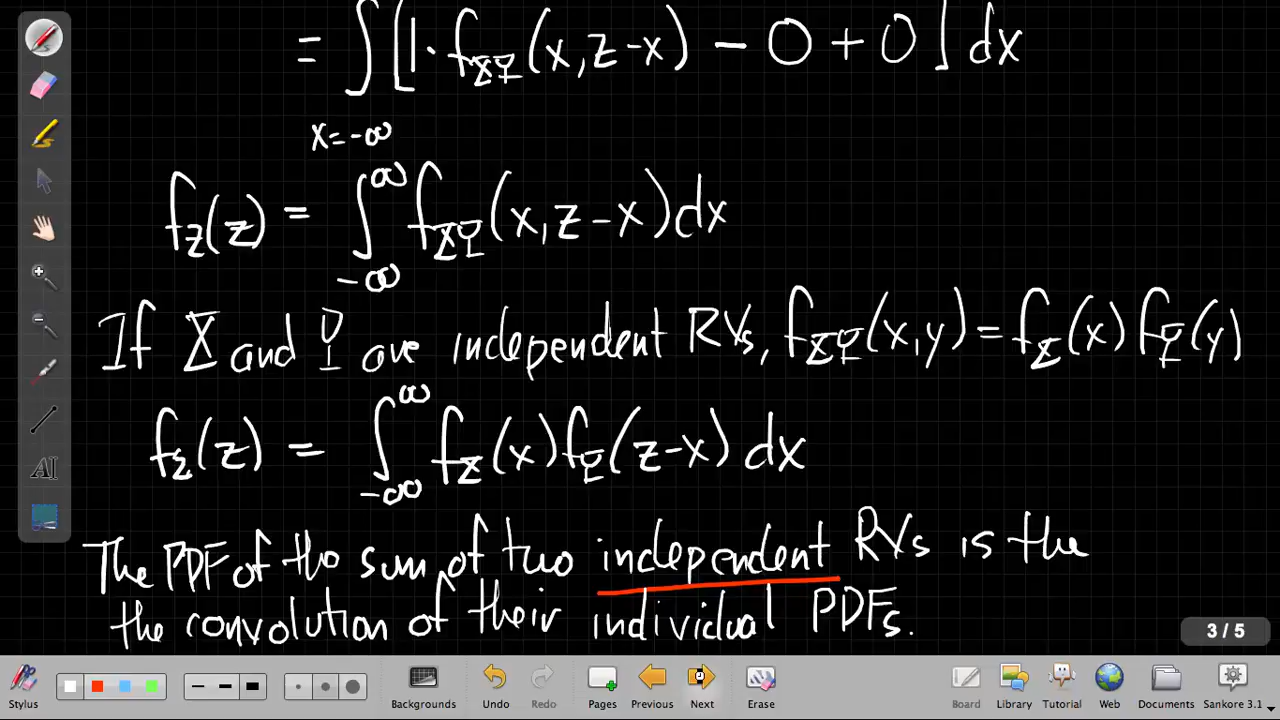 = ∫ [1·f_XY(x, z-x) - 0 + 0] dx
x=-∞
f_Z(z) = ∫_{-∞}^{∞} f_XY(x, z-x) dx
If X and Y are independent RVs, f_XY(x,y) = f_X(x) f_Y(y)
f_Z(z) = ∫_{-∞}^{∞} f_X(x) f_Y(z-x) dx
The PDF of the sum of two independent RVs is the
the convolution of their individual PDFs.
3 / 5
Stylus Backgrounds Undo Redo Pages Previous Next Erase Board Library Tutorial Web Documents Sankore 3.1